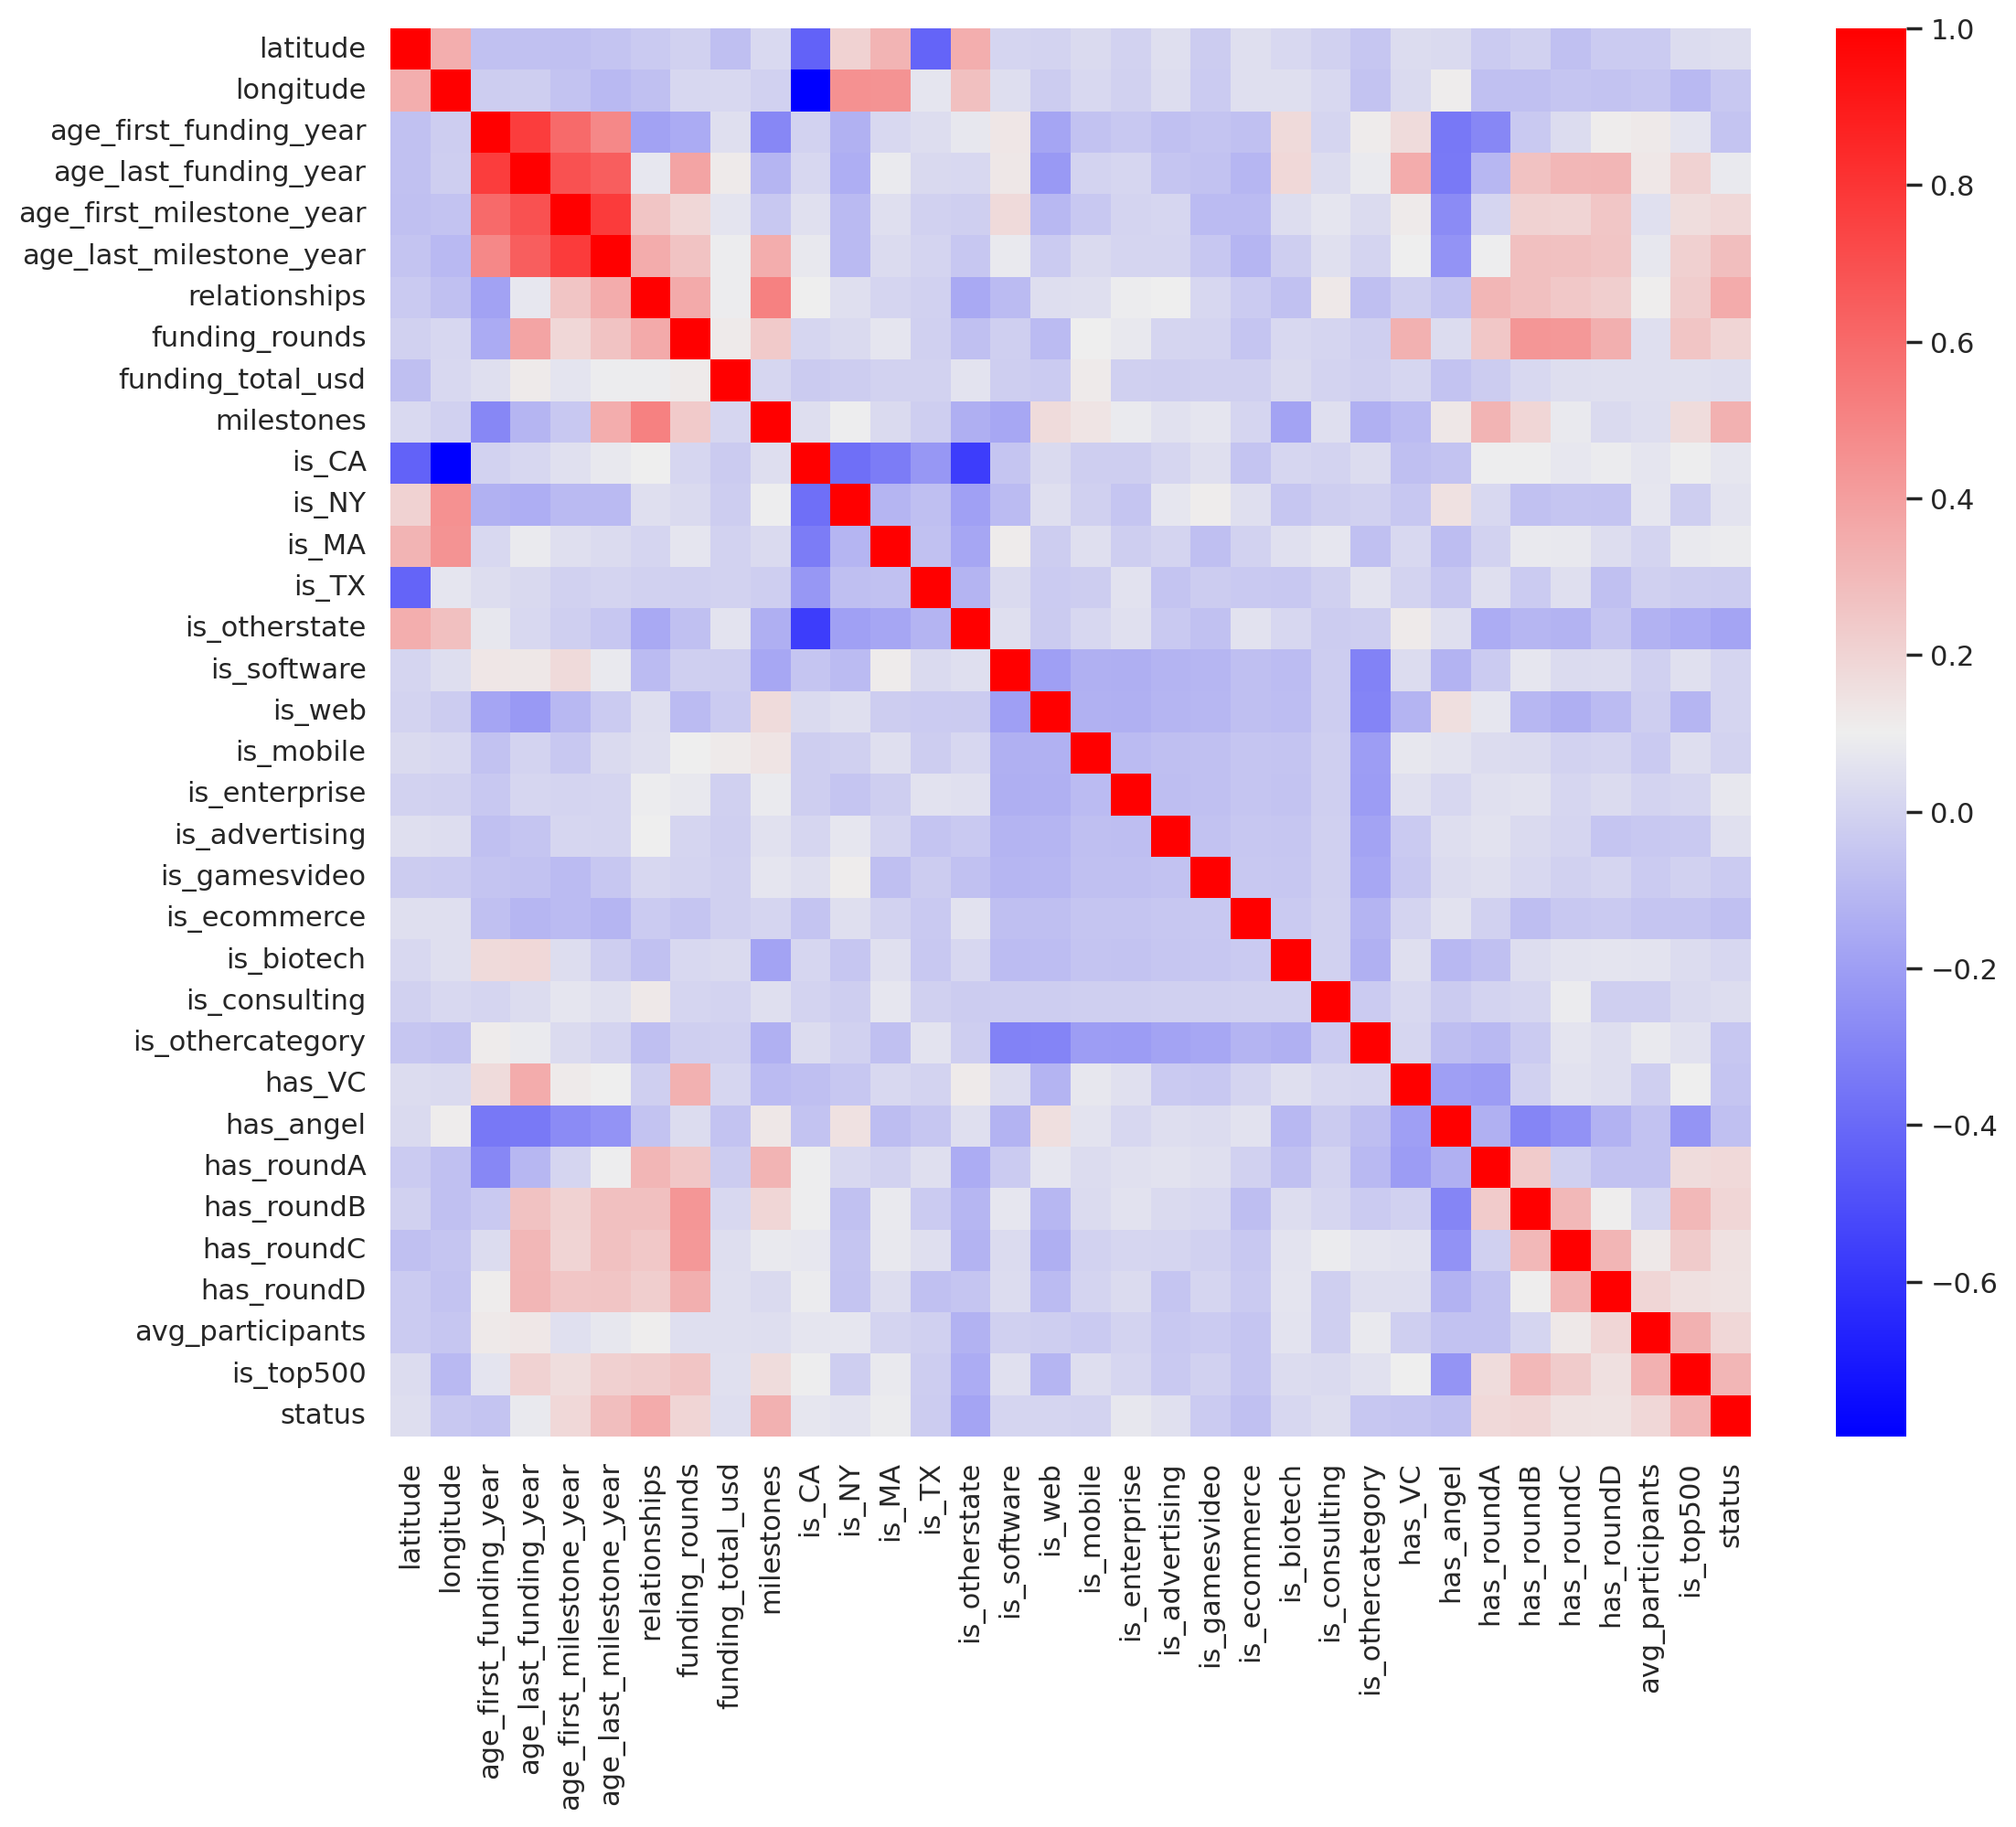 latitude
longitude
age_first_funding_year
age_last_funding_year
age_first_milestone_year
age_last_milestone_year
relationships
funding_rounds
funding_total_usd
milestones
is_CA
is_NY
is_MA
is_TX
is_otherstate
is_software
is_web
is_mobile
is_enterprise
is_advertising
is_gamesvideo
is_ecommerce
is_biotech
is_consulting
is_othercategory
has_VC
has_angel
has_roundA
has_roundB
has_roundC
has_roundD
avg_participants
is_top500
status
latitude
longitude
age_first_funding_year
age_last_funding_year
age_first_milestone_year
age_last_milestone_year
relationships
funding_rounds
funding_total_usd
milestones
is_CA
is_NY
is_MA
is_TX
is_otherstate
is_software
is_web
is_mobile
is_enterprise
is_advertising
is_gamesvideo
is_ecommerce
is_biotech
is_consulting
is_othercategory
has_VC
has_angel
has_roundA
has_roundB
has_roundC
has_roundD
avg_participants
is_top500
status
1.0
0.8
0.6
0.4
0.2
0.0
−0.2
−0.4
−0.6